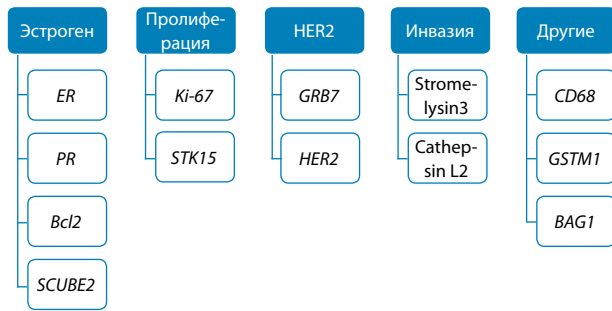 Эстроген
ER
PR
Bcl2
SCUBE2
Пролифе-
рация
Ki-67
STK15
HER2
GRB7
HER2
Инвазия
Strome-
lysin3
Cathep-
sin L2
Другие
CD68
GSTM1
BAG1